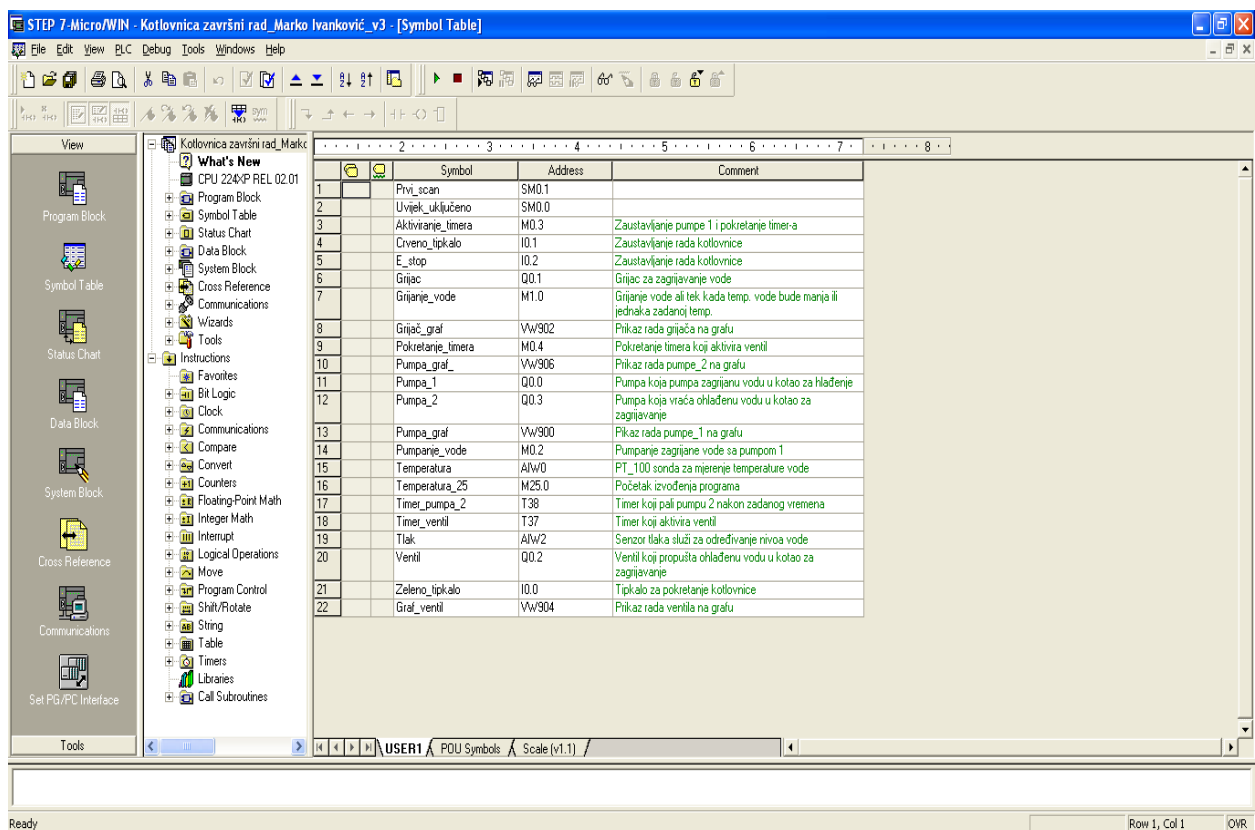 STEP 7-Micro/WIN - Kotlovnica završni rad_Marko Ivanković_v3 - [Symbol Table]
File Edit View PLC Debug Tools Windows Help
sym
View
Program Block
Symbol Table
Status Chart
Data Block
System Block
Cross Reference
Communications
Set PG/PC Interface
Tools
Kotlovnica završni rad_Marko
What's New
CPU 224XP REL 02.01
Program Block
Symbol Table
Status Chart
Data Block
System Block
Cross Reference
Communications
Wizards
Tools
Instructions
Favorites
Bit Logic
Clock
Communications
Compare
Convert
Counters
Floating-Point Math
Integer Math
Interrupt
Logical Operations
Move
Program Control
Shift/Rotate
String
Table
Timers
Libraries
Call Subroutines
2 3 4 5 6 7 8
Symbol Address Comment
1 Prvi_scan SM0.1
2 Uvijek_uključeno SM0.0
3 Aktiviranje_timera M0.3 Zaustavljanje pumpe 1 i pokretanje timer-a
4 Crveno_tipkalo I0.1 Zaustavljanje rada kotlovnice
5 E_stop I0.2 Zaustavljanje rada kotlovnice
6 Grijac Q0.1 Grijac za zagrijavanje vode
7 Grijanje_vode M1.0 Grijanje vode ali tek kada temp. vode bude manja ili
jednaka zadanoj temp.
8 Grijač_graf VW902 Prikaz rada grijača na grafu
9 Pokretanje_timera M0.4 Pokretanje timera koji aktivira ventil
10 Pumpa_graf_ VW906 Prikaz rada pumpe_2 na grafu
11 Pumpa_1 Q0.0 Pumpa koja pumpa zagrijanu vodu u kotao za hlađenje
12 Pumpa_2 Q0.3 Pumpa koja vraća ohlađenu vodu u kotao za
zagrijavanje
13 Pumpa_graf VW900 Pikaz rada pumpe_1 na grafu
14 Pumpanje_vode M0.2 Pumpanje zagrijane vode sa pumpom 1
15 Temperatura AIW0 PT_100 sonda za mjerenje temperature vode
16 Temperatura_25 M25.0 Početak izvođenja programa
17 Timer_pumpa_2 T38 Timer koji pali pumpu 2 nakon zadanog vremena
18 Timer_ventil T37 Timer koji aktivira ventil
19 Tlak AIW2 Senzor tlaka služi za određivanje nivoa vode
20 Ventil Q0.2 Ventil koji propušta ohlađenu vodu u kotao za
zagrijavanje
21 Zeleno_tipkalo I0.0 Tipkalo za pokretanje kotlovnice
22 Graf_ventil VW904 Prikaz rada ventila na grafu
USER1 POU Symbols Scale (v1.1)
Ready Row 1, Col 1 OVR